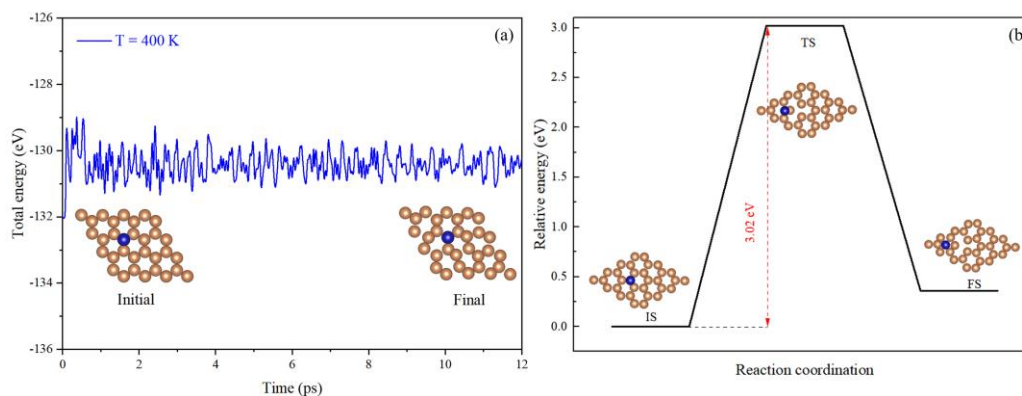 (a)
T = 400 K
Total energy (eV)
-126
-128
-130
-132
-134
-136
Initial
Final
0
2
4
6
8
10
12
Time (ps)
(b)
Relative energy (eV)
3.0
2.5
2.0
1.5
1.0
0.5
0.0
TS
3.02 eV
IS
FS
Reaction coordination